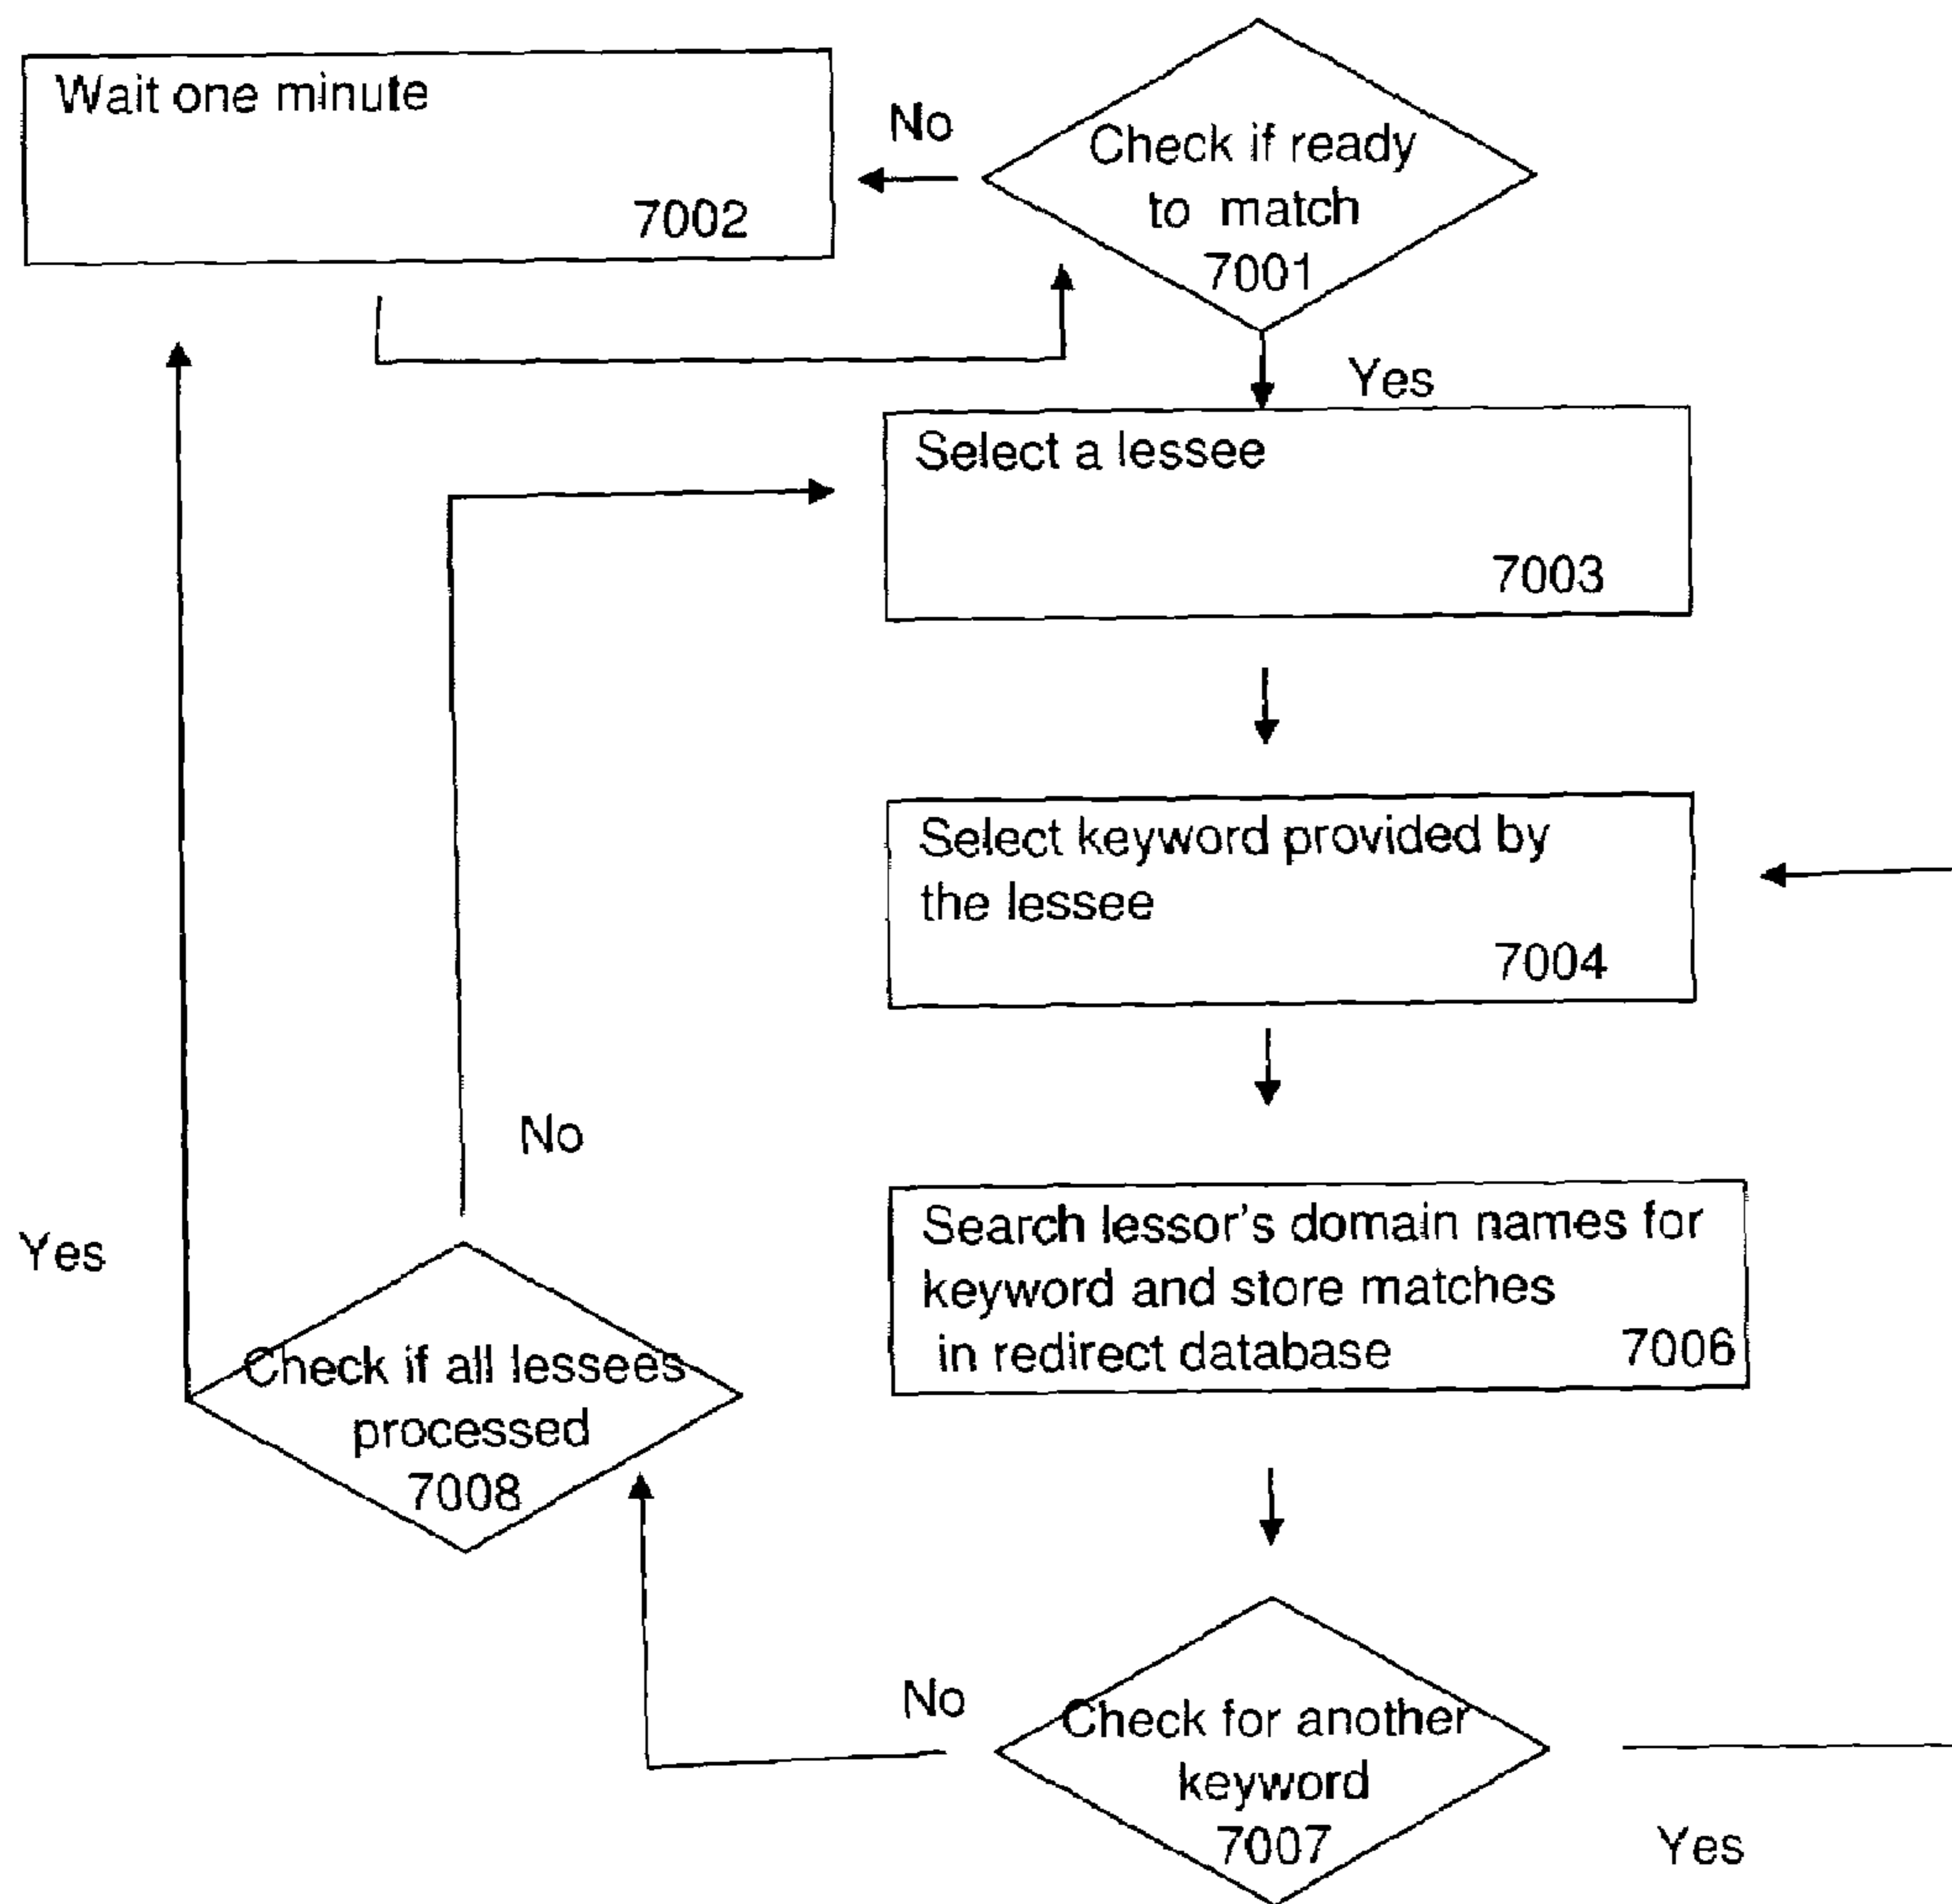 Wait one minute
7002
No
Check if ready
to match
7001
Yes
Select a lessee
7003
Select keyword provided by
the lessee
7004
No
Search lessor's domain names for
keyword and store matches
in redirect database 7006
Yes
Check if all lessees
processed
7008
No
Check for another
keyword
7007
Yes